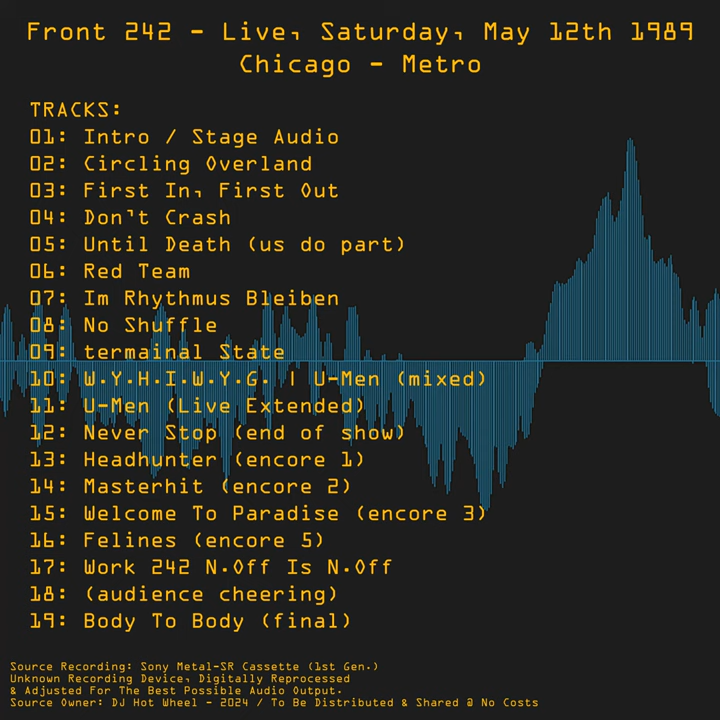 Front 242 - Live, Saturday, May 12th 1989
Chicago - Metro
TRACKS:
01: Intro / Stage Audio
02: Circling Overland
03: First In, First Out
04: Don't Crash
05: Until Death (us do part)
06: Red Team
07: Im Rhythmus Bleiben
08: No Shuffle
09: termainal State
10: W.Y.H.I.W.Y.G. | U-Men (mixed)
11: U-Men (Live Extended)
12: Never Stop (end of show)
13: Headhunter (encore 1)
14: Masterhit (encore 2)
15: Welcome To Paradise (encore 3)
16: Felines (encore 5)
17: Work 242 N.Off Is N.Off
18: (audience cheering)
19: Body To Body (final)
Source Recording: Sony Metal-SR Cassette (1st Gen.)
Unknown Recording Device, Digitally Reprocessed
& Adjusted For The Best Possible Audio Output.
Source Owner: DJ Hot Wheel - 2024 / To Be Distributed & Shared @ No Costs